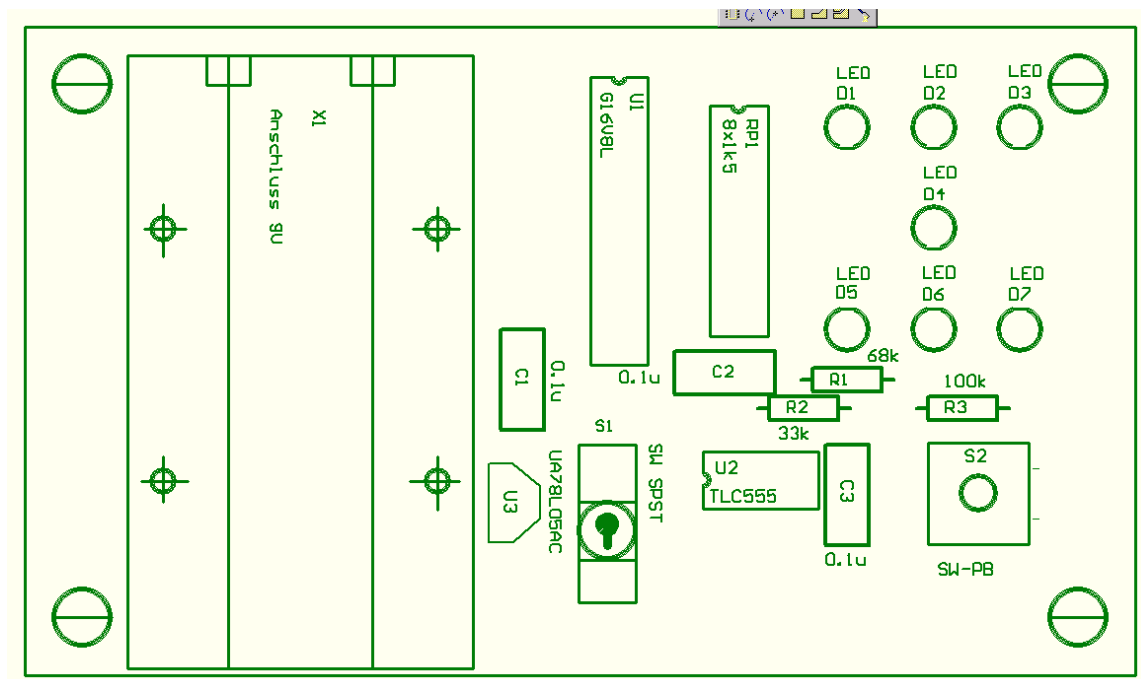 X1
Anschluss 9V
U1
G16V8L
RP1
8x1k5
LED
D1
LED
D2
LED
D3
LED
D4
LED
D5
LED
D6
LED
D7
C1
0.1u
0.1u
C2
68k
R1
R2
33k
100k
R3
S1
SW SPST
U3
UA78L05AC
U2
TLC555
C3
0.1u
S2
SW-PB